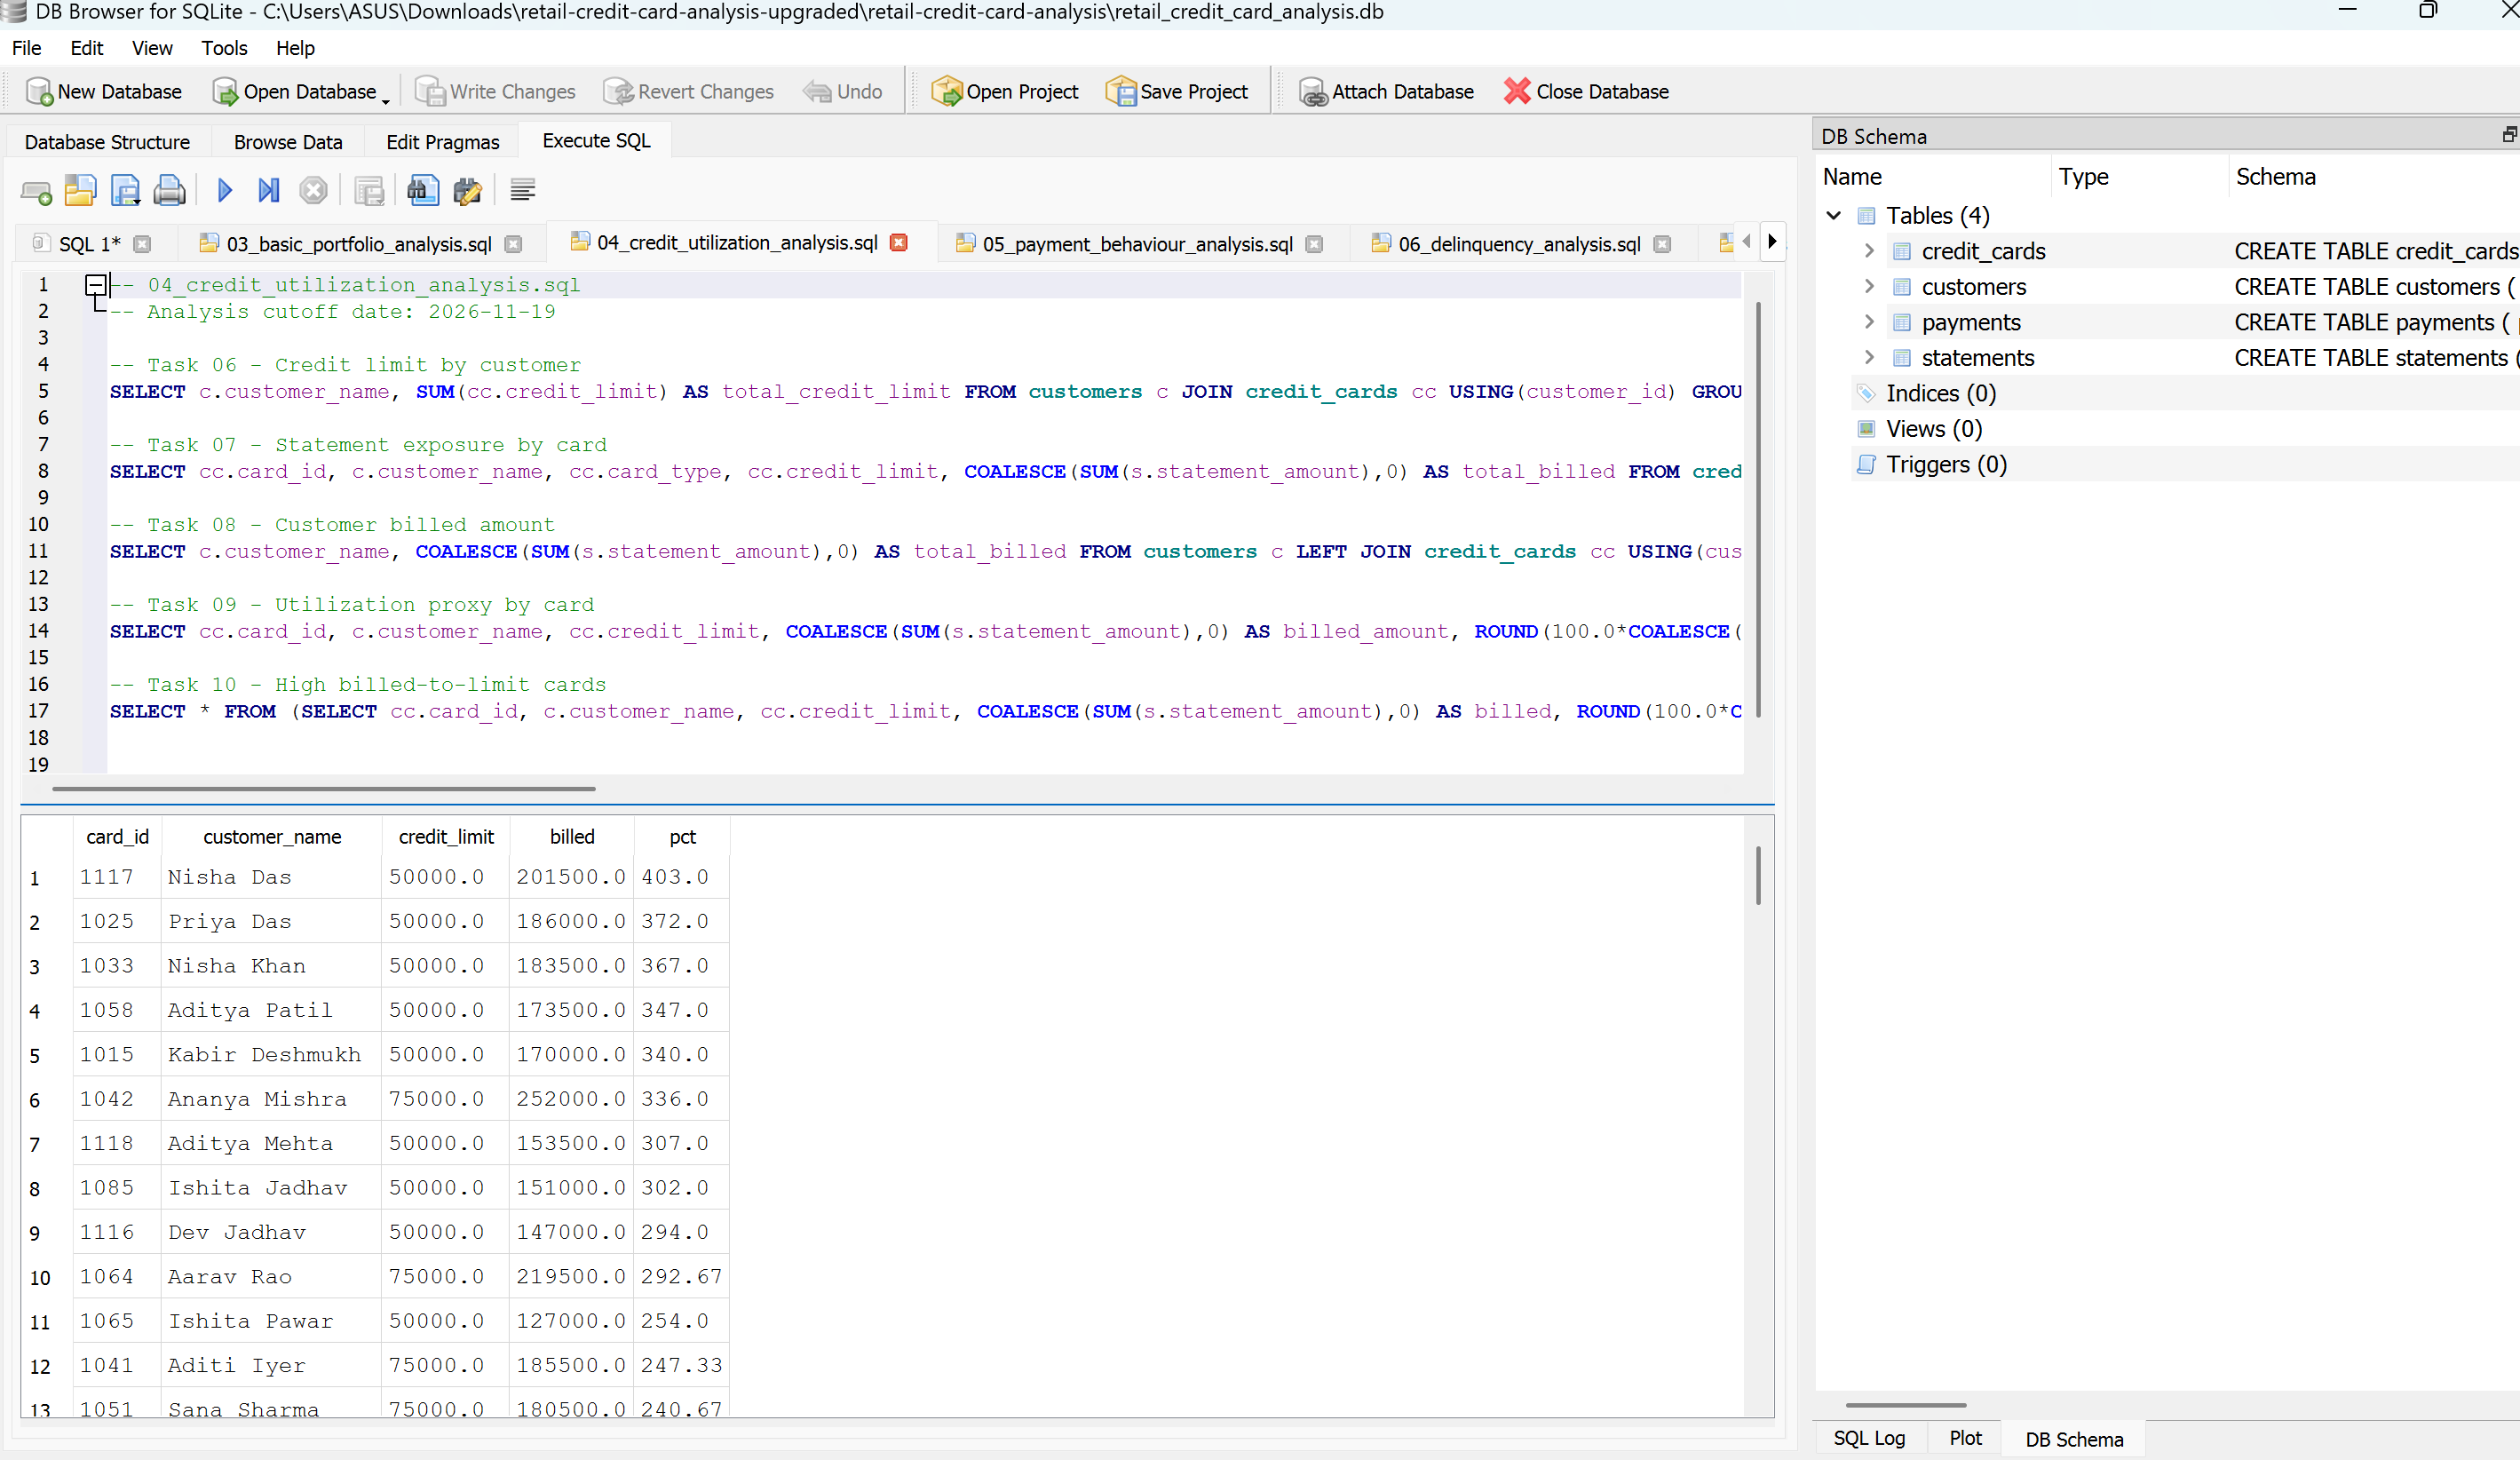 DB Browser for SQLite - C:\Users\ASUS\Downloads\retail-credit-card-analysis-upgraded\retail-credit-card-analysis\retail_credit_card_analysis.db
File Edit View Tools Help
New Database Open Database Write Changes Revert Changes Undo Open Project Save Project Attach Database Close Database
Database Structure Browse Data Edit Pragmas Execute SQL
SQL 1* 03_basic_portfolio_analysis.sql 04_credit_utilization_analysis.sql 05_payment_behaviour_analysis.sql 06_delinquency_analysis.sql
1 -- 04_credit_utilization_analysis.sql
2 -- Analysis cutoff date: 2026-11-19
3
4 -- Task 06 - Credit limit by customer
5 SELECT c.customer_name, SUM(cc.credit_limit) AS total_credit_limit FROM customers c JOIN credit_cards cc USING(customer_id) GROU
6
7 -- Task 07 - Statement exposure by card
8 SELECT cc.card_id, c.customer_name, cc.card_type, cc.credit_limit, COALESCE(SUM(s.statement_amount),0) AS total_billed FROM cred
9
10 -- Task 08 - Customer billed amount
11 SELECT c.customer_name, COALESCE(SUM(s.statement_amount),0) AS total_billed FROM customers c LEFT JOIN credit_cards cc USING(cus
12
13 -- Task 09 - Utilization proxy by card
14 SELECT cc.card_id, c.customer_name, cc.credit_limit, COALESCE(SUM(s.statement_amount),0) AS billed_amount, ROUND(100.0*COALESCE(
15
16 -- Task 10 - High billed-to-limit cards
17 SELECT * FROM (SELECT cc.card_id, c.customer_name, cc.credit_limit, COALESCE(SUM(s.statement_amount),0) AS billed, ROUND(100.0*C
18
19
card_id customer_name credit_limit billed pct
1 1117 Nisha Das 50000.0 201500.0 403.0
2 1025 Priya Das 50000.0 186000.0 372.0
3 1033 Nisha Khan 50000.0 183500.0 367.0
4 1058 Aditya Patil 50000.0 173500.0 347.0
5 1015 Kabir Deshmukh 50000.0 170000.0 340.0
6 1042 Ananya Mishra 75000.0 252000.0 336.0
7 1118 Aditya Mehta 50000.0 153500.0 307.0
8 1085 Ishita Jadhav 50000.0 151000.0 302.0
9 1116 Dev Jadhav 50000.0 147000.0 294.0
10 1064 Aarav Rao 75000.0 219500.0 292.67
11 1065 Ishita Pawar 50000.0 127000.0 254.0
12 1041 Aditi Iyer 75000.0 185500.0 247.33
13 1051 Sana Sharma 75000.0 180500.0 240.67
DB Schema
Name Type Schema
Tables (4)
credit_cards CREATE TABLE credit_cards
customers CREATE TABLE customers (
payments CREATE TABLE payments (
statements CREATE TABLE statements (
Indices (0)
Views (0)
Triggers (0)
SQL Log Plot DB Schema